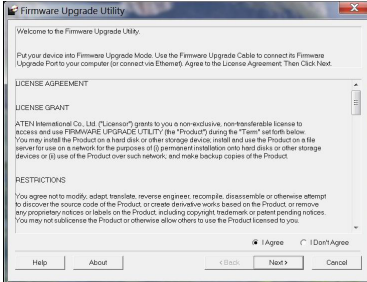 Firmware Upgrade Utility
Welcome to the Firmware Upgrade Utility.
Put your device into Firmware Upgrade Mode. Use the Firmware Upgrade Cable to connect its Firmware
Upgrade Port to your computer (or connect via Ethernet). Agree to the License Agreement; Then Click Next.
LICENSE AGREEMENT
LICENSE GRANT
ATEN International Co., Ltd. ("Licensor") grants to you a non-exclusive, non-transferable license to
access and use FIRMWARE UPGRADE UTILITY (the "Product") during the "Term" set forth below.
You may install the Product on a hard disk or other storage device; install and use the Product on a file
server for use on a network for the purposes of (i) permanent installation onto hard disks or other storage
devices or (ii) use of the Product over such network; and make backup copies of the Product.
RESTRICTIONS
You agree not to modify, adapt, translate, reverse engineer, recompile, disassemble or otherwise attempt
to discover the source code of the Product, or create derivative works based on the Product, or remove
any proprietary notices or labels on the Product, including copyright, trademark or patent pending notices.
You may not sublicense the Product or otherwise allow others to use the Product licensed to you.
I Agree I Don't Agree
Help About < Back Next > Cancel